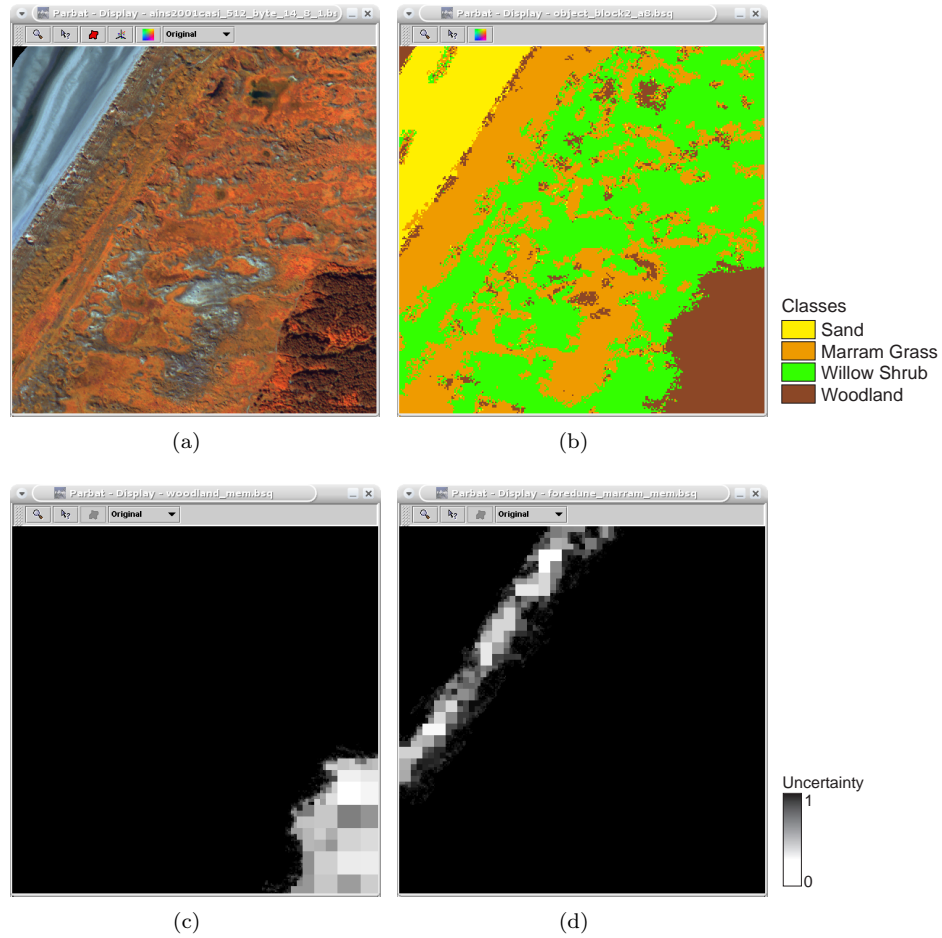 Parbat - Display - ains2001casi_512_byte_14_8_1.bs
Original
Parbat - Display - object_block2_a8.bsq
Classes
Sand
Marram Grass
Willow Shrub
Woodland
(a)
(b)
Parbat - Display - woodland_mem.bsq
Original
Parbat - Display - foredune_marram_mem.bsq
Original
Uncertainty
1
0
(c)
(d)